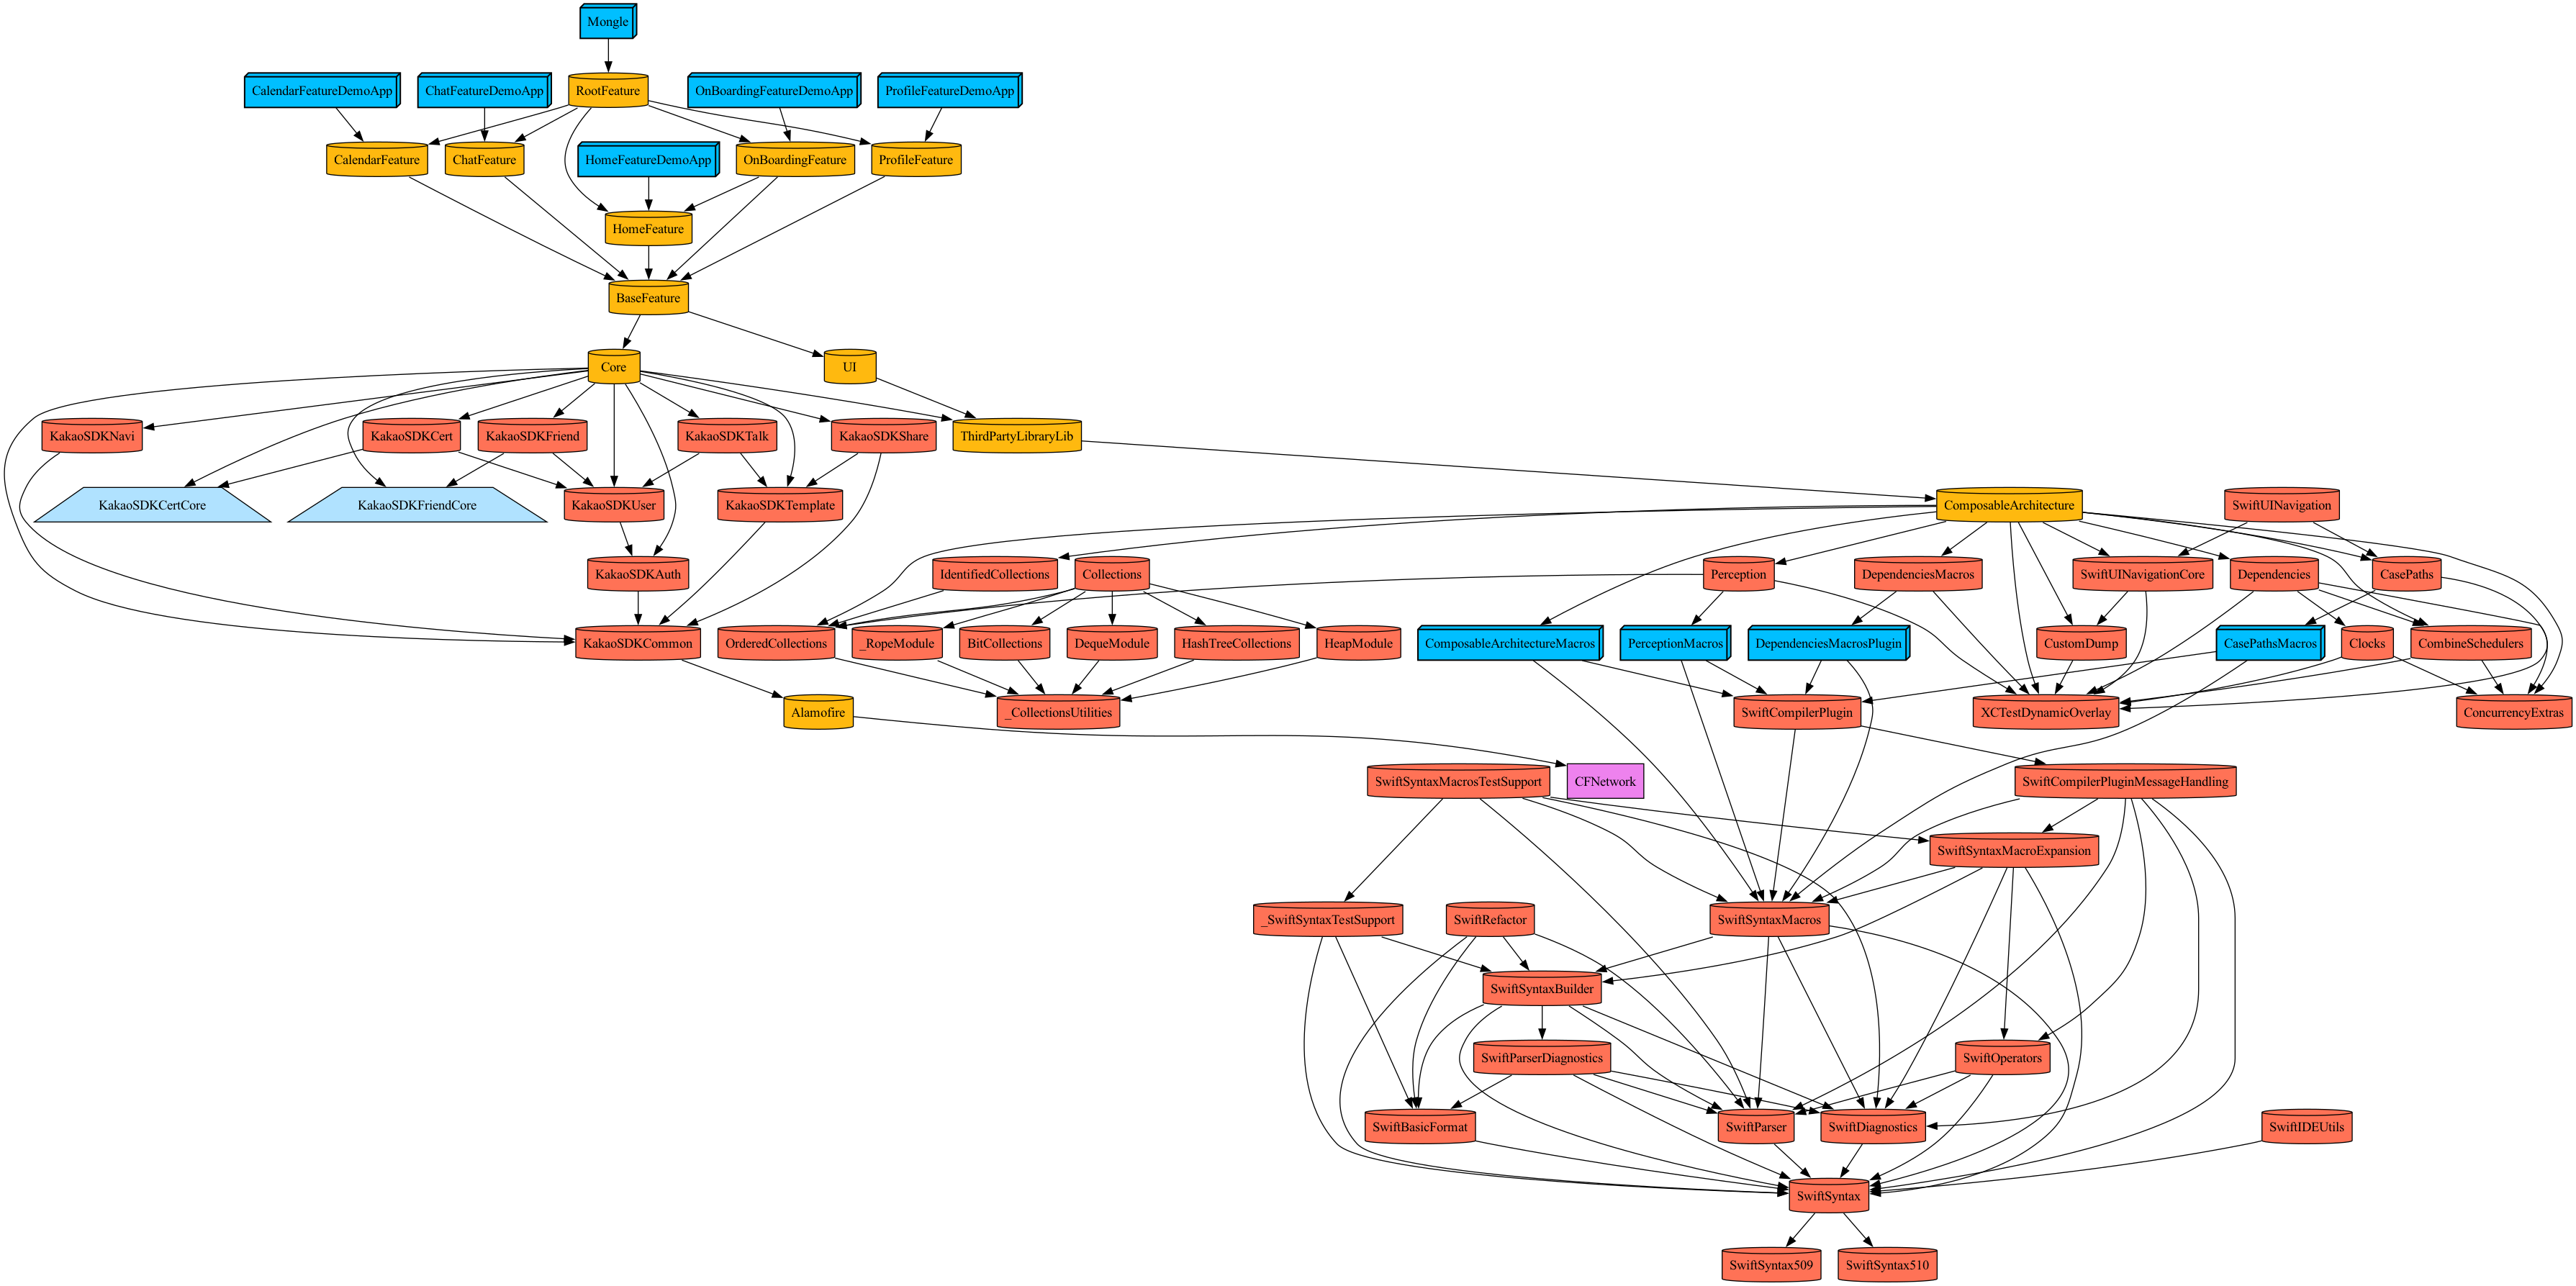 Mongle
CalendarFeatureDemoApp
ChatFeatureDemoApp
RootFeature
OnBoardingFeatureDemoApp
ProfileFeatureDemoApp
CalendarFeature
ChatFeature
HomeFeatureDemoApp
OnBoardingFeature
ProfileFeature
HomeFeature
BaseFeature
Core
UI
KakaoSDKNavi
KakaoSDKCert
KakaoSDKFriend
KakaoSDKTalk
KakaoSDKShare
ThirdPartyLibraryLib
KakaoSDKCertCore
KakaoSDKFriendCore
KakaoSDKUser
KakaoSDKTemplate
ComposableArchitecture
SwiftUINavigation
KakaoSDKAuth
IdentifiedCollections
Collections
Perception
DependenciesMacros
SwiftUINavigationCore
Dependencies
CasePaths
KakaoSDKCommon
OrderedCollections
_RopeModule
BitCollections
DequeModule
HashTreeCollections
HeapModule
ComposableArchitectureMacros
PerceptionMacros
DependenciesMacrosPlugin
CustomDump
CasePathsMacros
Clocks
CombineSchedulers
Alamofire
_CollectionsUtilities
SwiftCompilerPlugin
XCTestDynamicOverlay
ConcurrencyExtras
SwiftSyntaxMacrosTestSupport
CFNetwork
SwiftCompilerPluginMessageHandling
SwiftSyntaxMacroExpansion
_SwiftSyntaxTestSupport
SwiftRefactor
SwiftSyntaxMacros
SwiftSyntaxBuilder
SwiftParserDiagnostics
SwiftOperators
SwiftBasicFormat
SwiftParser
SwiftDiagnostics
SwiftIDEUtils
SwiftSyntax
SwiftSyntax509
SwiftSyntax510